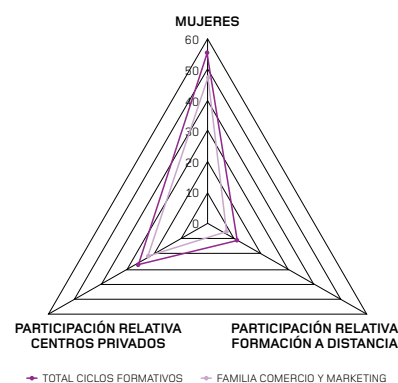 MUJERES
60
50
40
30
20
10
0
PARTICIPACIÓN RELATIVA
CENTROS PRIVADOS
PARTICIPACIÓN RELATIVA
FORMACIÓN A DISTANCIA
TOTAL CICLOS FORMATIVOS
FAMILIA COMERCIO Y MARKETING